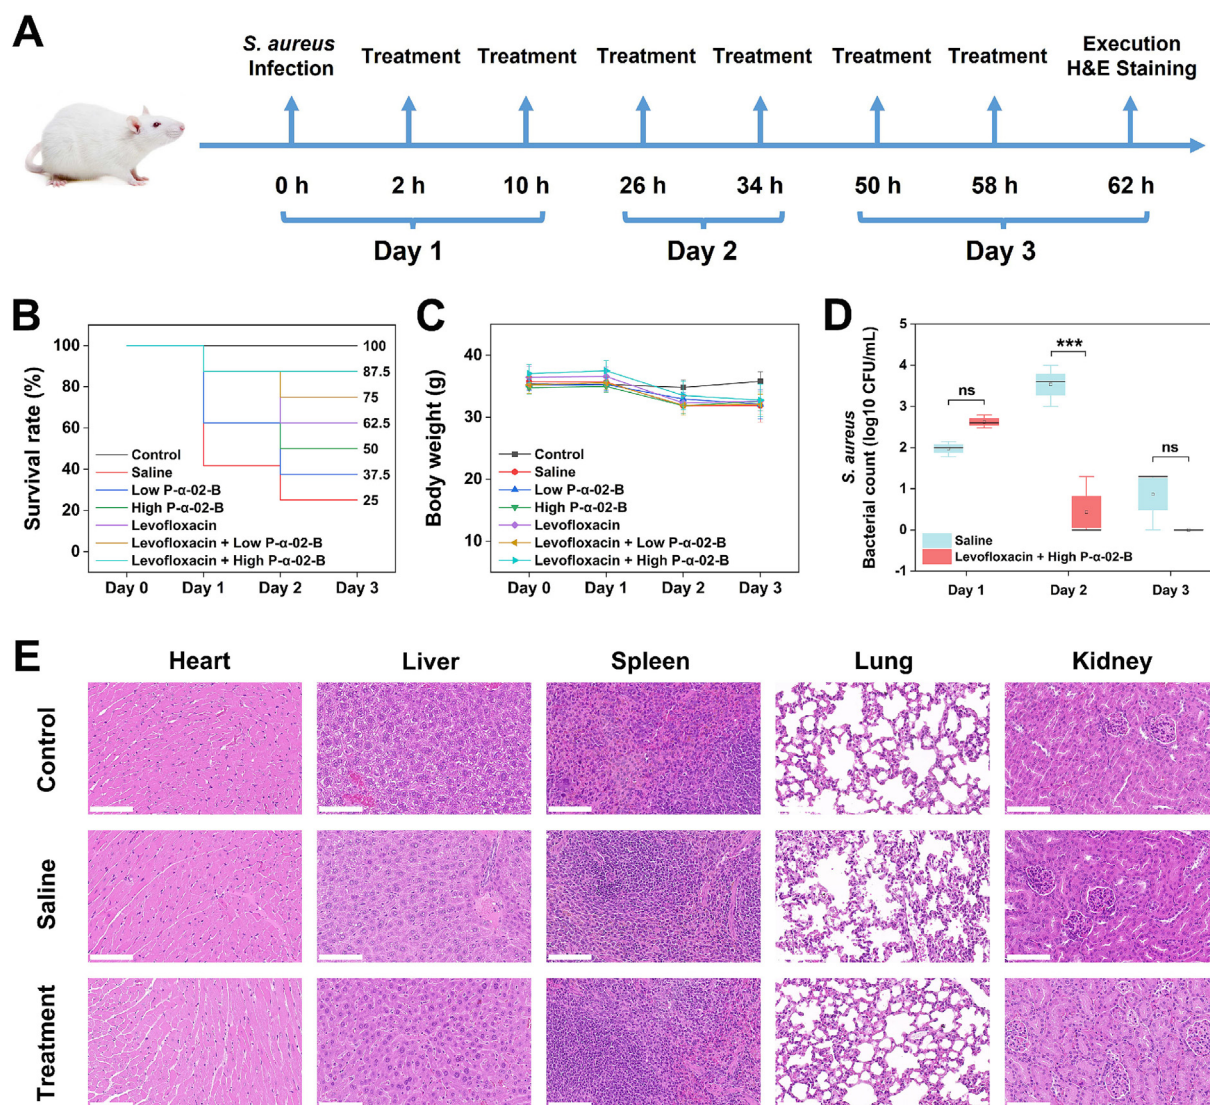 A
S. aureus
Infection
Treatment
Treatment
Treatment
Treatment
Treatment
Treatment
Execution
H&E Staining
0 h
2 h
10 h
26 h
34 h
50 h
58 h
62 h
Day 1
Day 2
Day 3
B
Survival rate (%)
100
80
60
40
20
0
100
87.5
75
62.5
50
37.5
25
Control
Saline
Low P-α-02-B
High P-α-02-B
Levofloxacin
Levofloxacin + Low P-α-02-B
Levofloxacin + High P-α-02-B
Day 0
Day 1
Day 2
Day 3
C
Body weight (g)
40
30
20
10
Control
Saline
Low P-α-02-B
High P-α-02-B
Levofloxacin
Levofloxacin + Low P-α-02-B
Levofloxacin + High P-α-02-B
Day 0
Day 1
Day 2
Day 3
D
S. aureus
Bacterial count (log10 CFU/mL)
5
4
3
2
1
0
-1
ns
***
ns
Saline
Levofloxacin + High P-α-02-B
Day 1
Day 2
Day 3
E
Heart
Liver
Spleen
Lung
Kidney
Control
Saline
Treatment